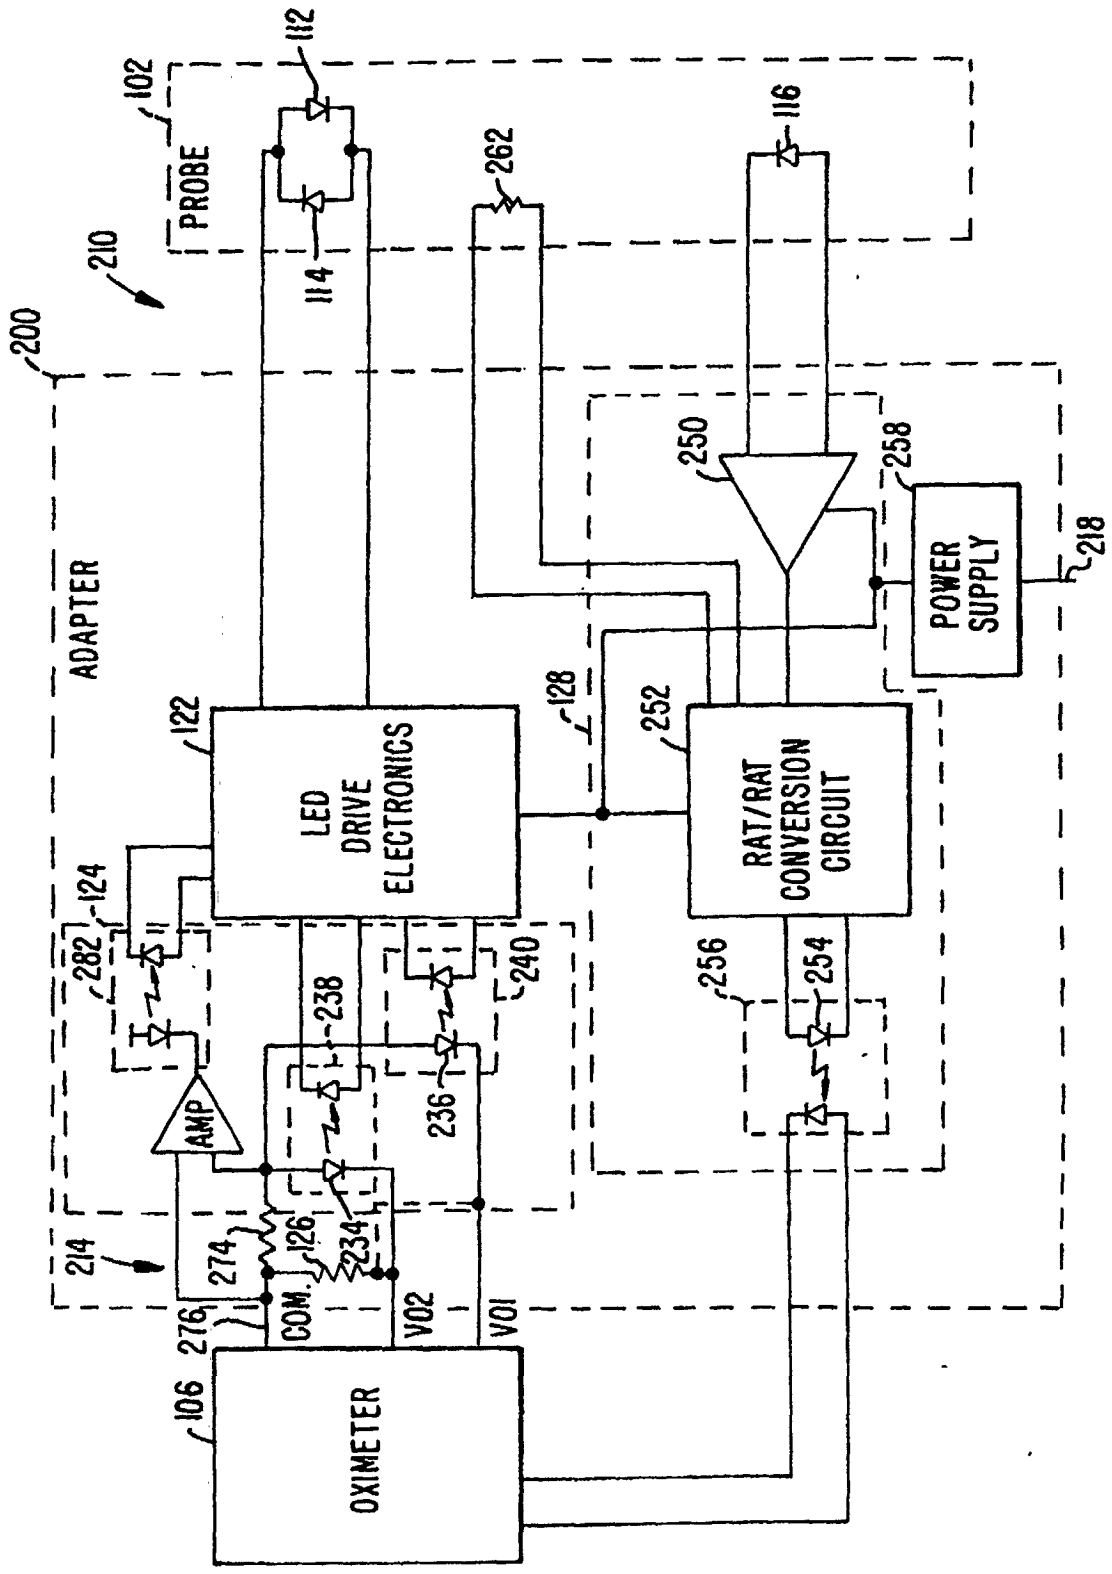 210
200
102
PROBE
112
114
262
116
ADAPTER
122
LED
DRIVE
ELECTRONICS
250
258
POWER
SUPPLY
218
128
252
RAT/RAT
CONVERSION
CIRCUIT
124
282
AMP
238
240
236
234
256
254
214
274
126
276
COM.
V02
V01
106
OXIMETER